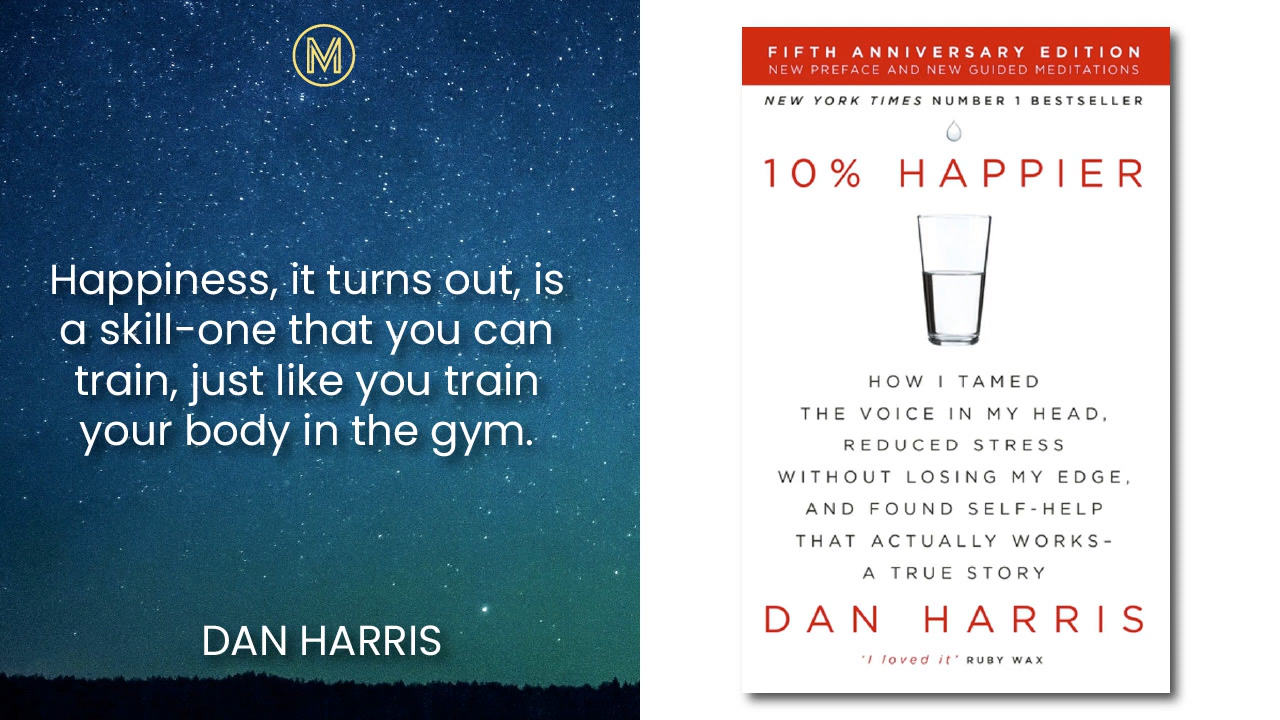 M
Happiness, it turns out, is
a skill-one that you can
train, just like you train
your body in the gym.
DAN HARRIS
FIFTH ANNIVERSARY EDITION
NEW PREFACE AND NEW GUIDED MEDITATIONS
NEW YORK TIMES NUMBER 1 BESTSELLER
10% HAPPIER
HOW I TAMED
THE VOICE IN MY HEAD,
REDUCED STRESS
WITHOUT LOSING MY EDGE,
AND FOUND SELF-HELP
THAT ACTUALLY WORKS–
A TRUE STORY
DAN HARRIS
"I loved it" RUBY WAX